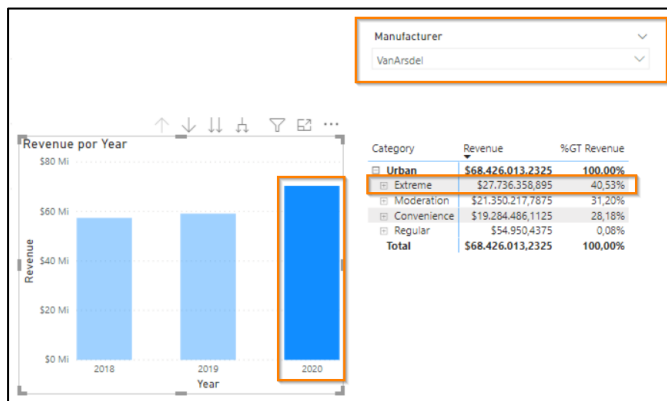 Manufacturer
VanArsdel
Revenue por Year
$80 Mi
$60 Mi
$40 Mi
$20 Mi
$0 Mi
Revenue
2018 2019 2020
Year
Category Revenue %GT Revenue
Urban $68.426.013,2325 100,00%
Extreme $27.736.358,895 40,53%
Moderation $21.350.217,7875 31,20%
Convenience $19.284.486,1125 28,18%
Regular $54.950,4375 0,08%
Total $68.426.013,2325 100,00%